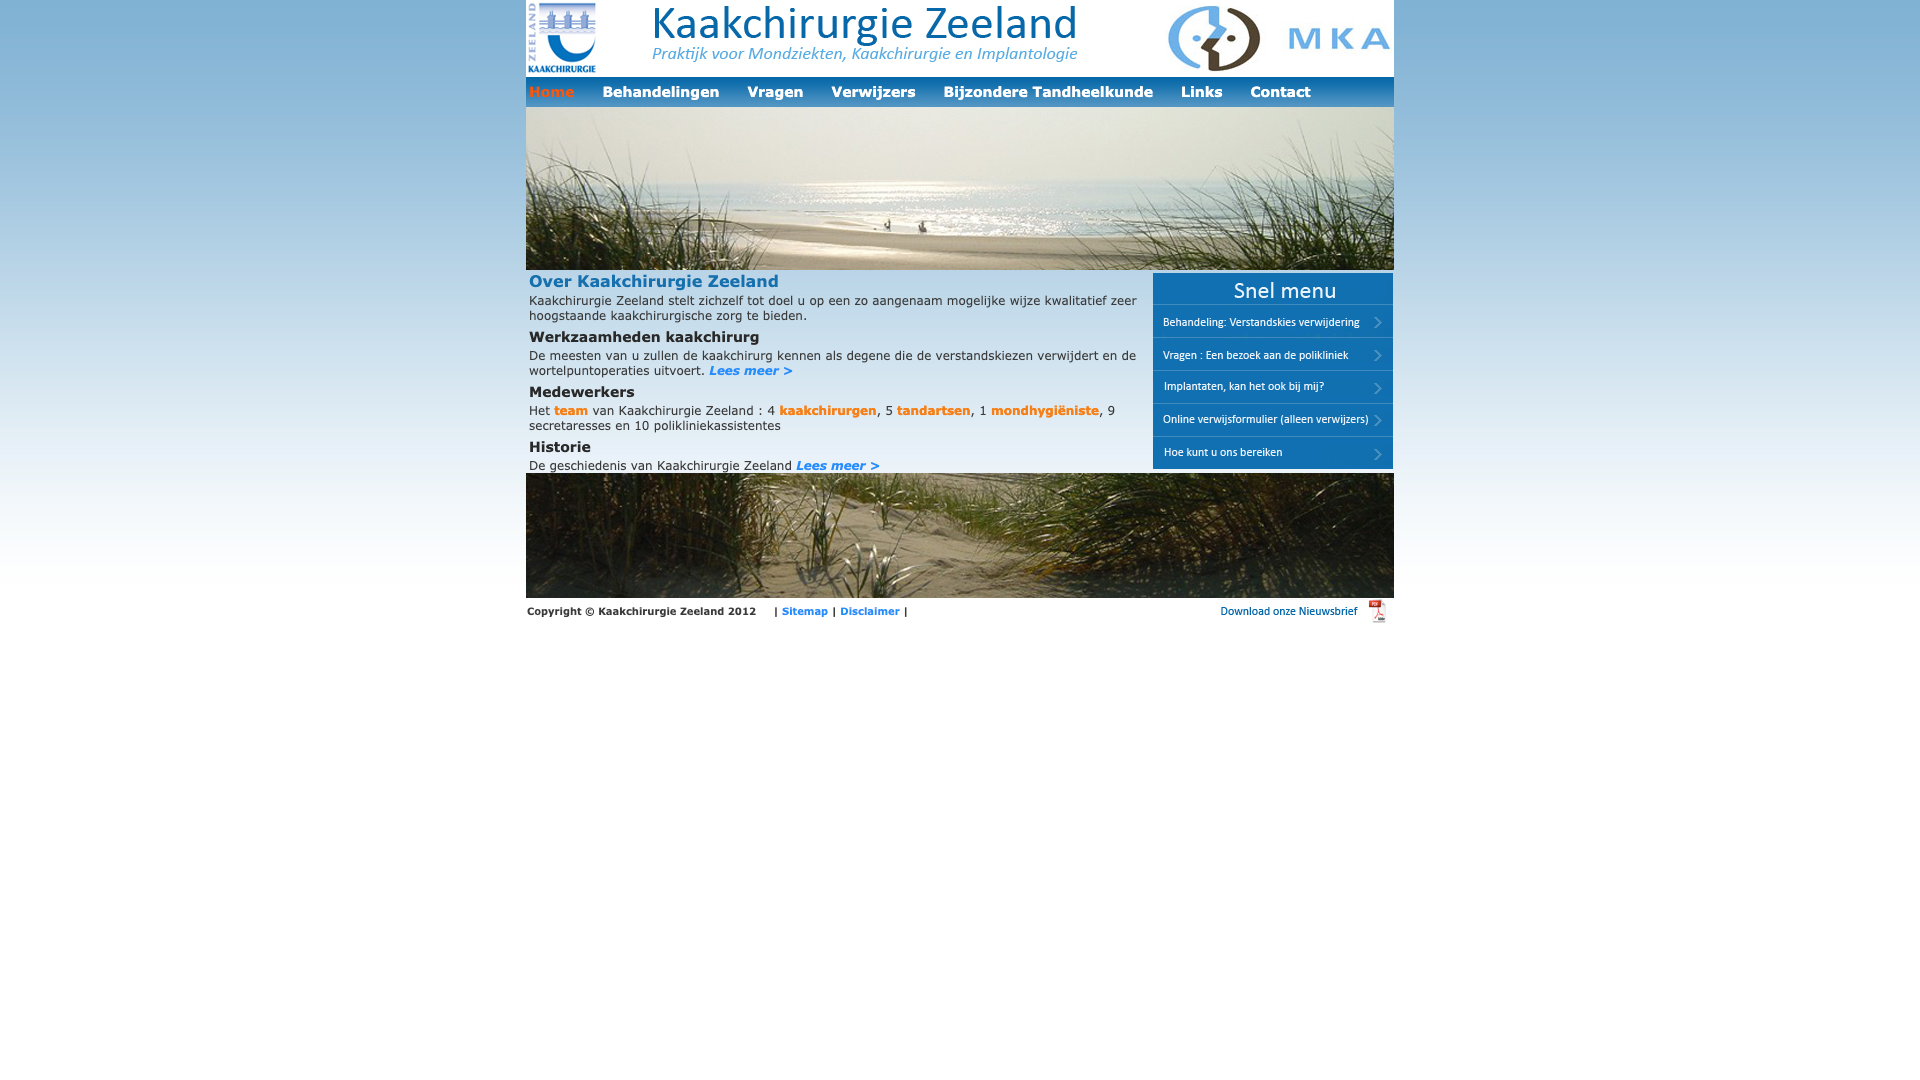 ZEELAND
KAAKCHIRURGIE
Kaakchirurgie Zeeland
Praktijk voor Mondziekten, Kaakchirurgie en Implantologie
MKA
Home Behandelingen Vragen Verwijzers Bijzondere Tandheelkunde Links Contact
Over Kaakchirurgie Zeeland
Kaakchirurgie Zeeland stelt zichzelf tot doel u op een zo aangenaam mogelijke wijze kwalitatief zeer
hoogstaande kaakchirurgische zorg te bieden.
Werkzaamheden kaakchirurg
De meesten van u zullen de kaakchirurg kennen als degene die de verstandskiezen verwijdert en de
wortelpuntoperaties uitvoert. Lees meer >
Medewerkers
Het team van Kaakchirurgie Zeeland : 4 kaakchirurgen, 5 tandartsen, 1 mondhygiëniste, 9
secretaresses en 10 polikliniekassistentes
Historie
De geschiedenis van Kaakchirurgie Zeeland Lees meer >
Snel menu
Behandeling: Verstandskies verwijdering
Vragen : Een bezoek aan de polikliniek
Implantaten, kan het ook bij mij?
Online verwijsformulier (alleen verwijzers)
Hoe kunt u ons bereiken
Copyright © Kaakchirurgie Zeeland 2012 | Sitemap | Disclaimer |
Download onze Nieuwsbrief